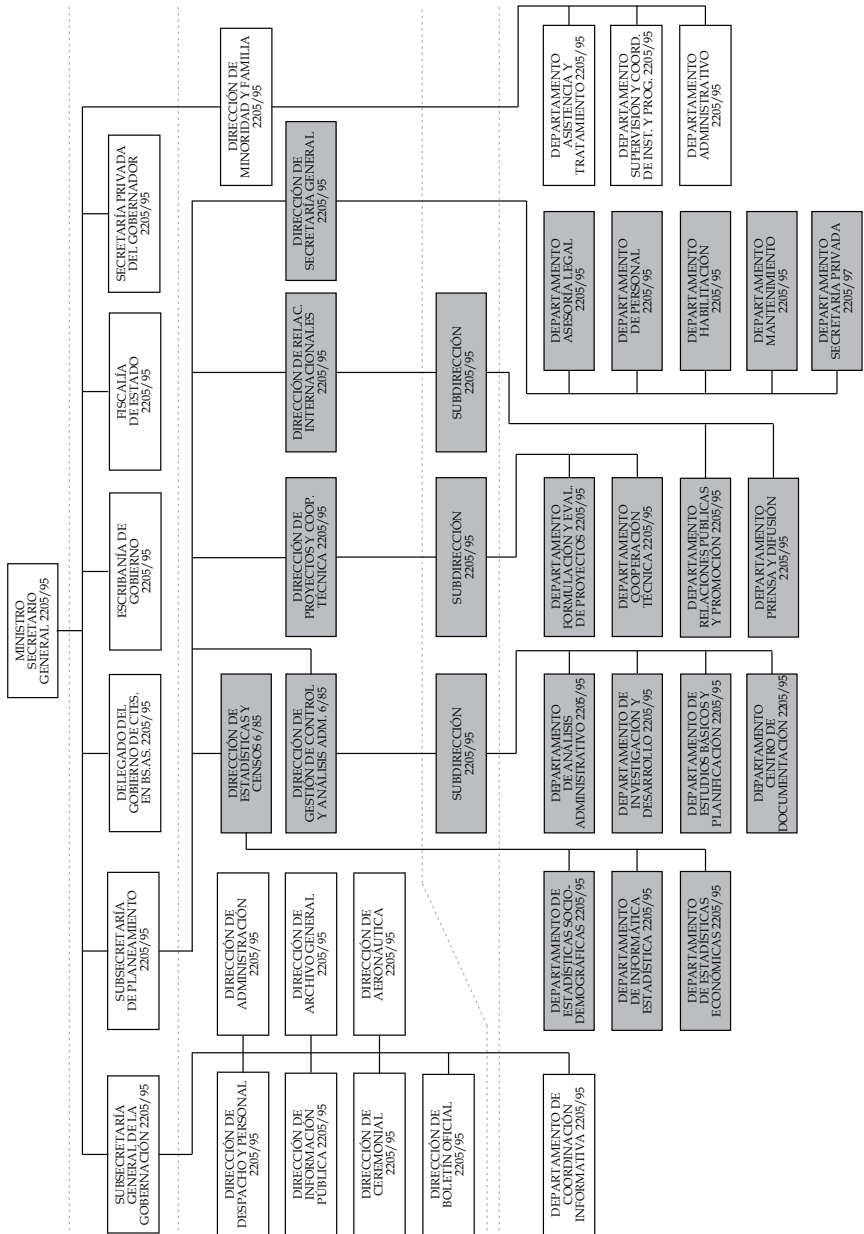 MINISTRO
SECRETARIO
GENERAL 2205/95
SUBSECRETARÍA
GENERAL DE LA
GOBERNACIÓN 2205/95
SUBSECRETARÍA
DE PLANEAMIENTO
2205/95
DELEGADO DEL
GOBIERNO DE CTES.
EN BS.AS. 2205/95
ESCRIBANÍA DE
GOBIERNO
2205/95
FISCALÍA
DE ESTADO
2205/95
SECRETARÍA PRIVADA
DEL GOBERNADOR
2205/95
DIRECCIÓN DE
DESPACHO Y PERSONAL
2205/95
DIRECCIÓN DE
ADMINISTRACIÓN
2205/95
DIRECCIÓN DE
ESTADÍSTICAS Y
CENSOS 6/85
DIRECCIÓN DE
MINORIDAD Y FAMILIA
2205/95
DIRECCIÓN DE
INFORMACIÓN
PÚBLICA 2205/95
DIRECCIÓN DE
ARCHIVO GENERAL
2205/95
DIRECCIÓN DE
GESTIÓN DE CONTROL
Y ANÁLISIS ADM. 6/85
DIRECCIÓN DE
PROYECTOS Y COOP.
TÉCNICA 2205/95
DIRECCIÓN DE RELAC.
INTERNACIONALES
2205/95
DIRECCIÓN DE
SECRETARÍA GENERAL
2205/95
DIRECCIÓN DE
CEREMONIAL
2205/95
DIRECCIÓN DE
AERONAUTICA
2205/95
DIRECCIÓN DE
BOLETÍN OFICIAL
2205/95
SUBDIRECCIÓN
2205/95
SUBDIRECCIÓN
2205/95
SUBDIRECCIÓN
2205/95
DEPARTAMENTO DE
COORDINACIÓN
INFORMATIVA 2205/95
DEPARTAMENTO DE
ESTADÍSTICAS SOCIO-
DEMOGRAFICAS 2205/95
DEPARTAMENTO
DE ANÁLISIS
ADMINISTRATIVO 2205/95
DEPARTAMENTO
FORMULACIÓN Y EVAL.
DE PROYECTOS 2205/95
DEPARTAMENTO
ASESORÍA LEGAL
2205/95
DEPARTAMENTO
ASISTENCIA Y
TRATAMIENTO 2205/95
DEPARTAMENTO
DE INFORMÁTICA
ESTADÍSTICA 2205/95
DEPARTAMENTO DE
INVESTIGACIÓN Y
DESARROLLO 2205/95
DEPARTAMENTO
COOPERACIÓN
TÉCNICA 2205/95
DEPARTAMENTO
DE PERSONAL
2205/95
DEPARTAMENTO
SUPERVISIÓN Y COORD.
DE INST. Y PROG. 2205/95
DEPARTAMENTO
DE ESTADÍSTICAS
ECONÓMICAS 2205/95
DEPARTAMENTO DE
ESTUDIOS BÁSICOS Y
PLANIFICACIÓN 2205/95
DEPARTAMENTO
RELACIONES PÚBLICAS
Y PROMOCIÓN 2205/95
DEPARTAMENTO
HABILITACIÓN
2205/95
DEPARTAMENTO
ADMINISTRATIVO
2205/95
DEPARTAMENTO
CENTRO DE
DOCUMENTACIÓN 2205/95
DEPARTAMENTO
PRENSA Y DIFUSIÓN
2205/95
DEPARTAMENTO
MANTENIMIENTO
2205/95
DEPARTAMENTO
SECRETARÍA PRIVADA
2205/97